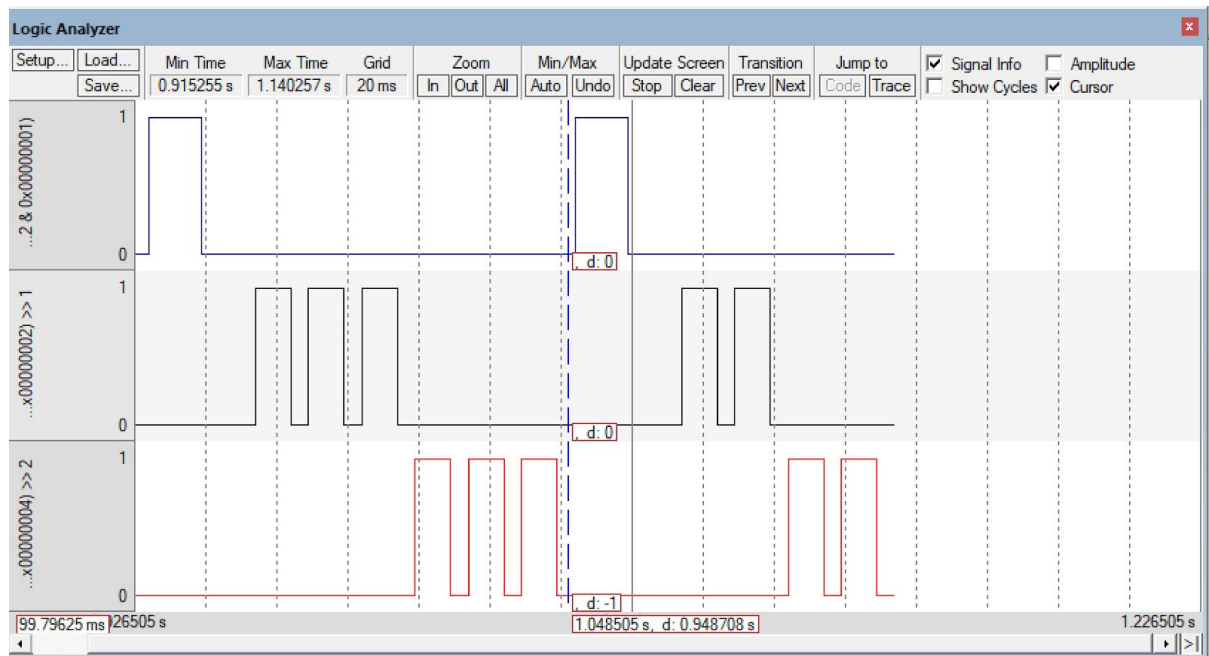 Logic Analyzer
Setup... Load... Min Time Max Time Grid Zoom Min/Max Update Screen Transition Jump to Signal Info Amplitude
Save... 0.915255 s 1.140257 s 20 ms In Out All Auto Undo Stop Clear Prev Next Code Trace Show Cycles Cursor
1
...2 & 0x00000001)
0
, d: 0
1
...x00000002) >> 1
0
, d: 0
1
...x00000004) >> 2
0
, d: -1
99.79625 ms 026505 s 1.048505 s, d: 0.948708 s 1.226505 s